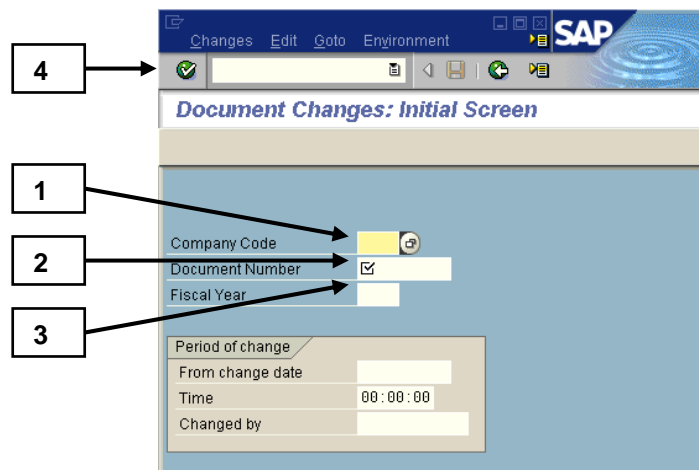 Changes Edit Goto Environment
SAP
4
Document Changes: Initial Screen
1
Company Code
2
Document Number
Fiscal Year
3
Period of change
From change date
Time 00:00:00
Changed by